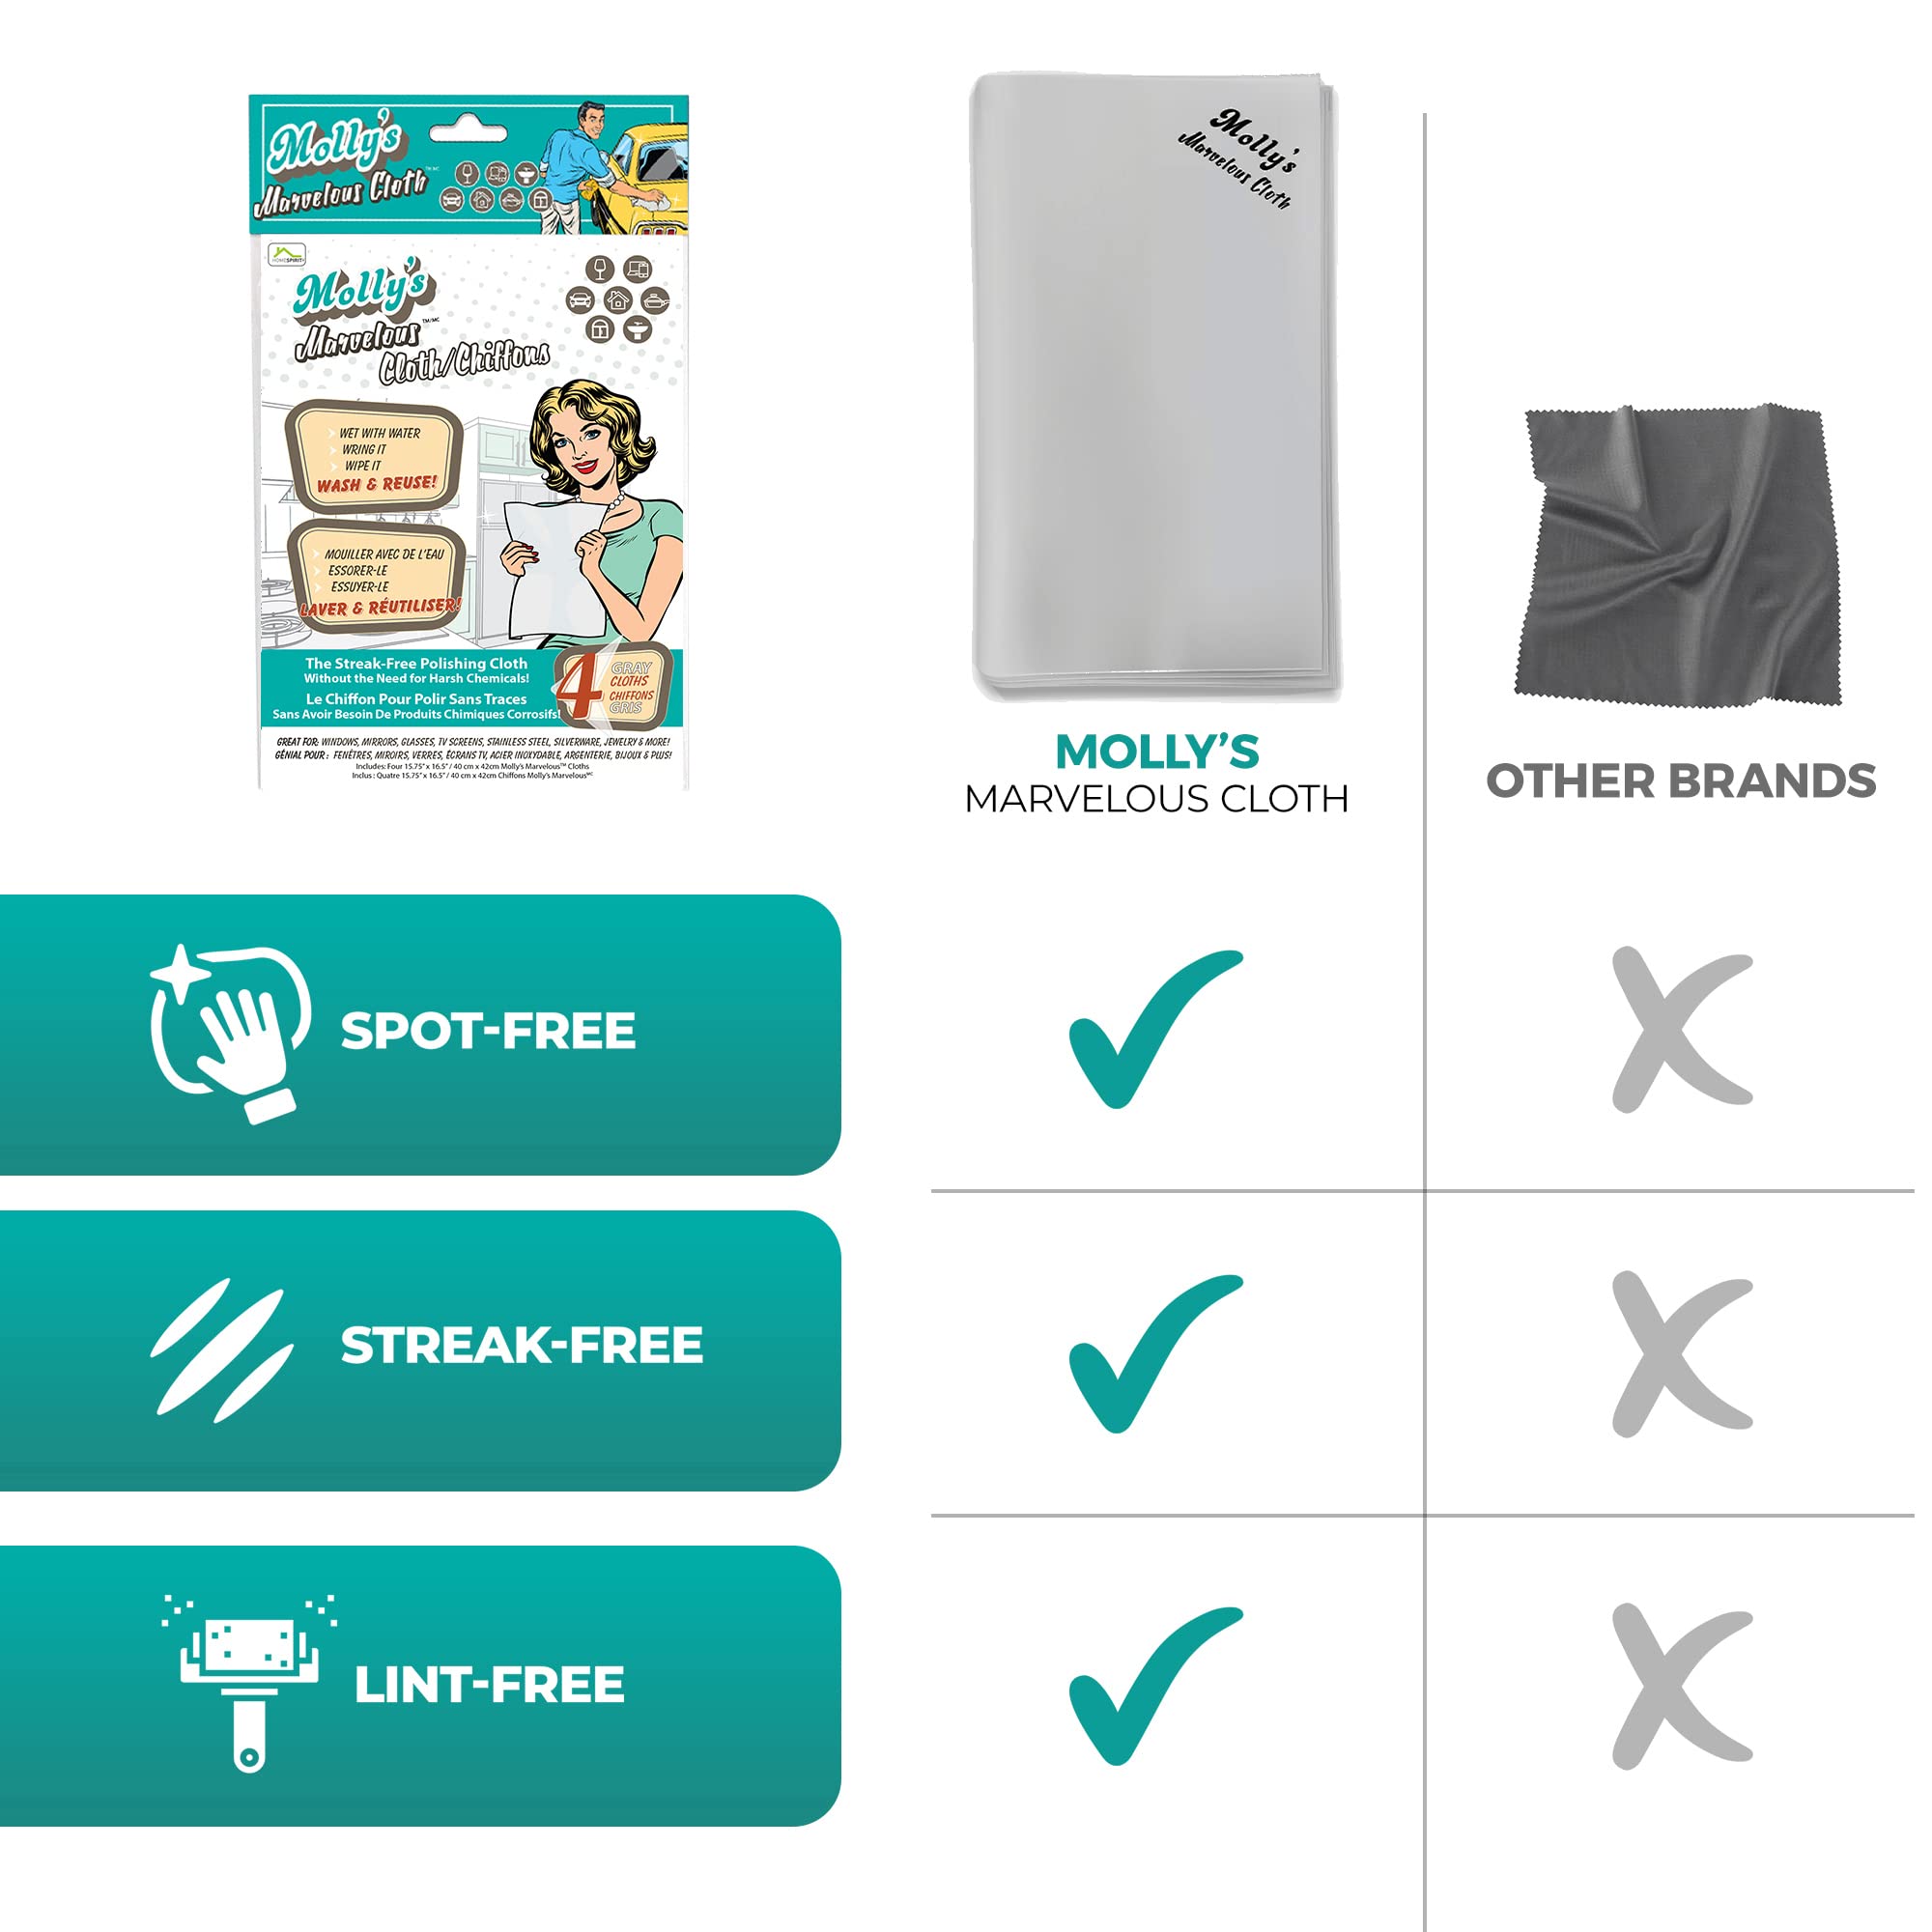 Molly's
Marvelous Cloth
TM/MC
HOMESPIRIT
Molly's
Marvelous TM/MC
Cloth/Chiffons
WET WITH WATER
WRING IT
WIPE IT
WASH & REUSE!
MOUILLER AVEC DE L'EAU
ESSORER-LE
ESSUYER-LE
LAVER & RÉUTILISER!
The Streak-Free Polishing Cloth
Without the Need for Harsh Chemicals!
Le Chiffon Pour Polir Sans Traces
Sans Avoir Besoin De Produits Chimiques Corrosifs!
4 GRAY
CLOTHS
CHIFFONS
GRIS
GREAT FOR: WINDOWS, MIRRORS, GLASSES, TV SCREENS, STAINLESS STEEL, SILVERWARE, JEWELRY & MORE!
GÉNIAL POUR : FENÊTRES, MIROIRS, VERRES, ÉCRANS TV, ACIER INOXYDABLE, ARGENTERIE, BIJOUX & PLUS!
Includes: Four 15.75" x 16.5" / 40 cm x 42cm Molly's Marvelous™ Cloths
Inclus : Quatre 15.75" x 16.5" / 40 cm x 42cm Chiffons Molly's Marvelous MC
Molly's
Marvelous Cloth
MOLLY'S
MARVELOUS CLOTH
OTHER BRANDS
SPOT-FREE
STREAK-FREE
LINT-FREE